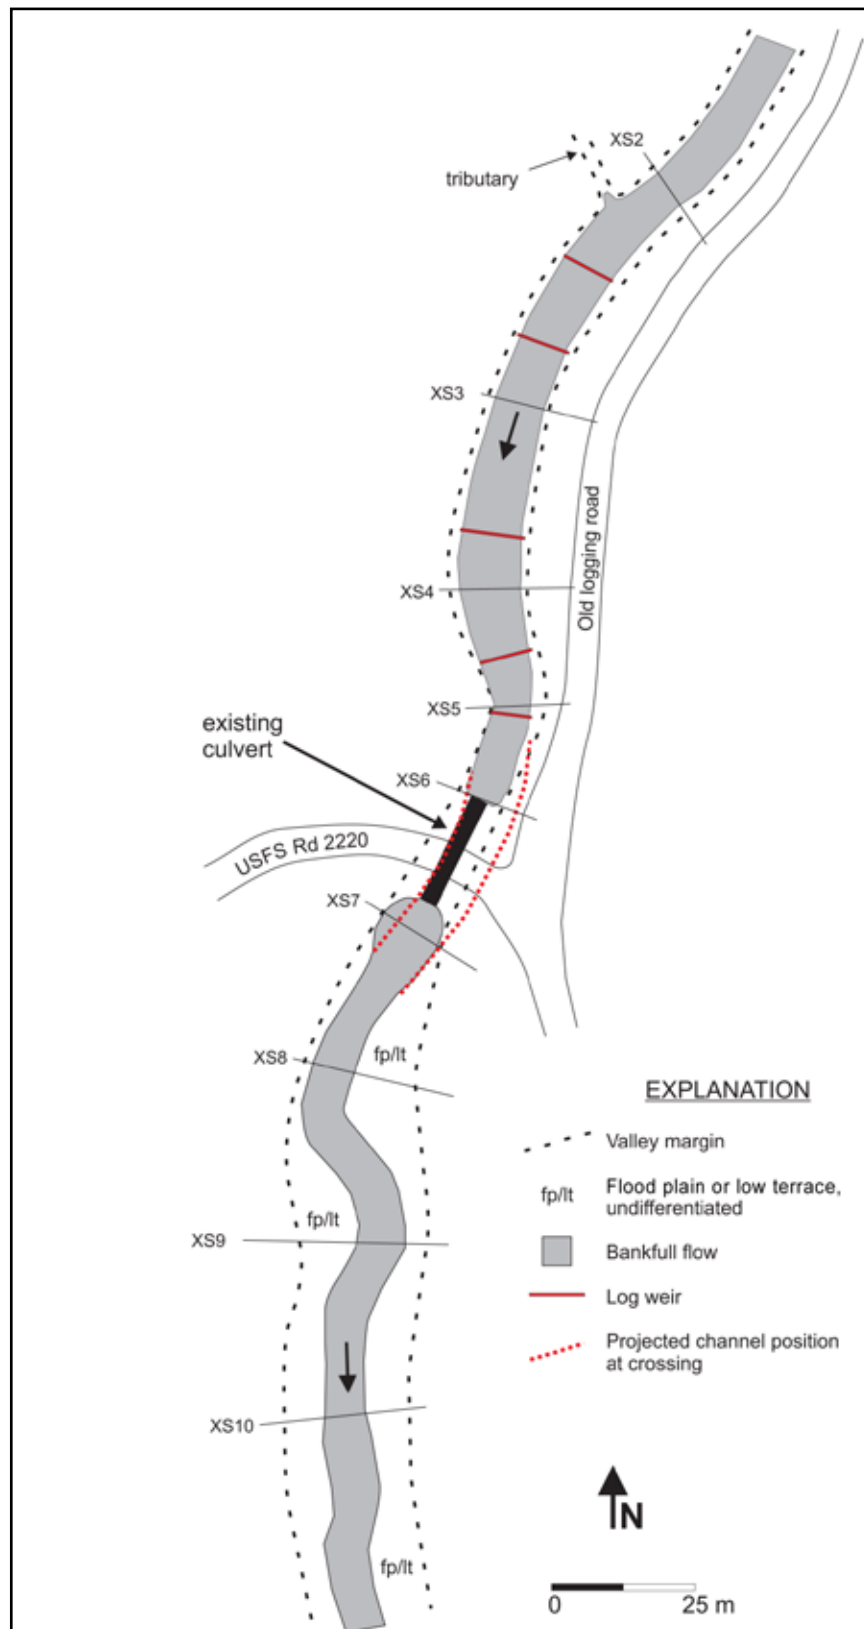 XS2
tributary
XS3
Old logging road
XS4
XS5
existing
culvert
XS6
USFS Rd 2220
XS7
XS8
fp/lt
EXPLANATION
Valley margin
fp/lt
Flood plain or low terrace,
undifferentiated
fp/lt
XS9
Bankfull flow
Log weir
Projected channel position
at crossing
XS10
N
fp/lt
0
25 m